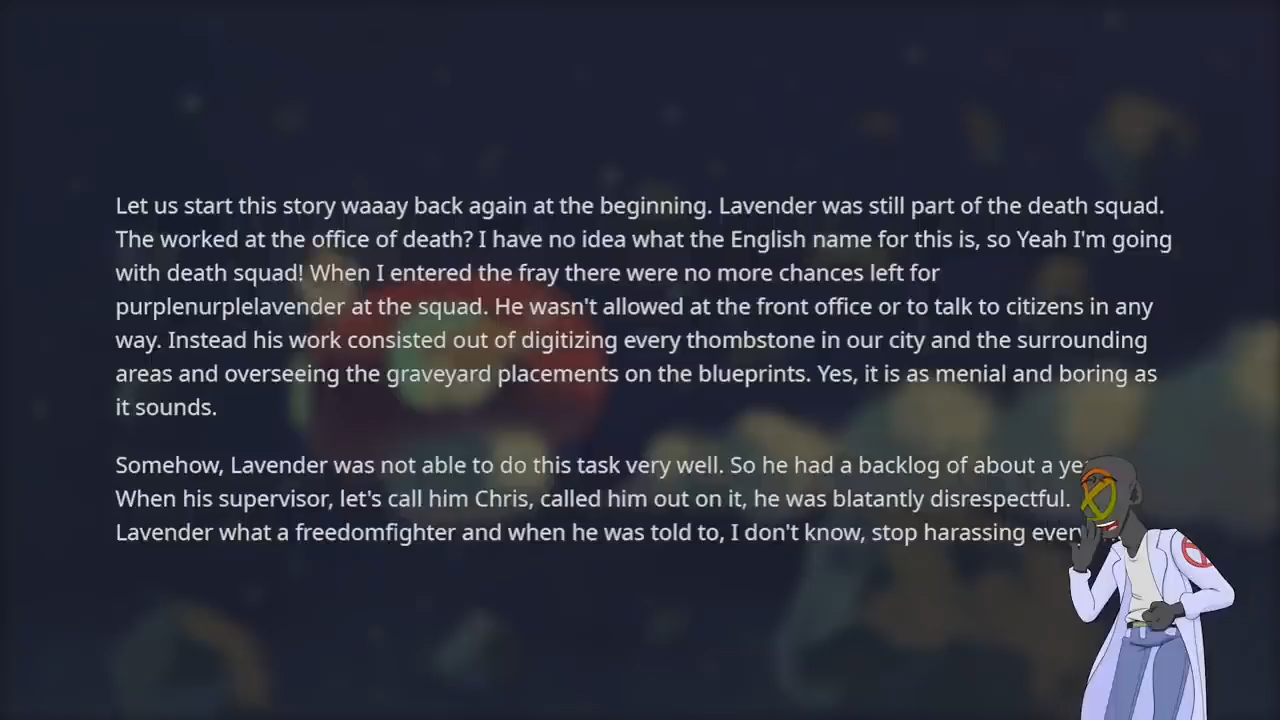 Let us start this story waaay back again at the beginning. Lavender was still part of the death squad.
The worked at the office of death? I have no idea what the English name for this is, so Yeah I'm going
with death squad! When I entered the fray there were no more chances left for
purplenurplelavender at the squad. He wasn't allowed at the front office or to talk to citizens in any
way. Instead his work consisted out of digitizing every thombstone in our city and the surrounding
areas and overseeing the graveyard placements on the blueprints. Yes, it is as menial and boring as
it sounds.
Somehow, Lavender was not able to do this task very well. So he had a backlog of about a
When his supervisor, let's call him Chris, called him out on it, he was blatantly disrespectful.
Lavender what a freedomfighter and when he was told to, I don't know, stop harassing